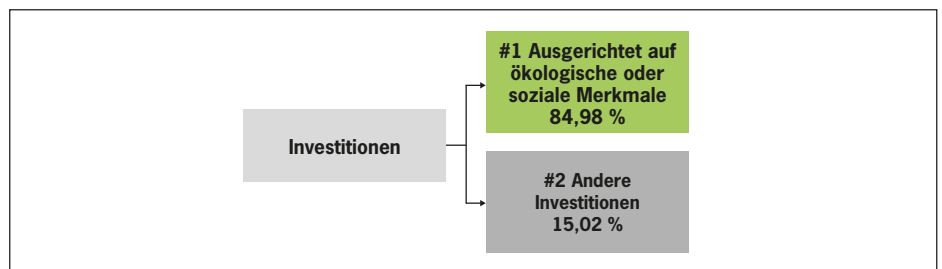 #1 Ausgerichtet auf
ökologische oder
soziale Merkmale
84,98 %
Investitionen
#2 Andere
Investitionen
15,02 %